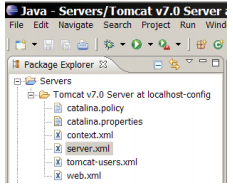 Java - Servers/Tomcat v7.0 Server
File Edit Navigate Search Project Run Wind
Package Explorer
Servers
Tomcat v7.0 Server at localhost-config
catalina.policy
catalina.properties
context.xml
server.xml
tomcat-users.xml
web.xml